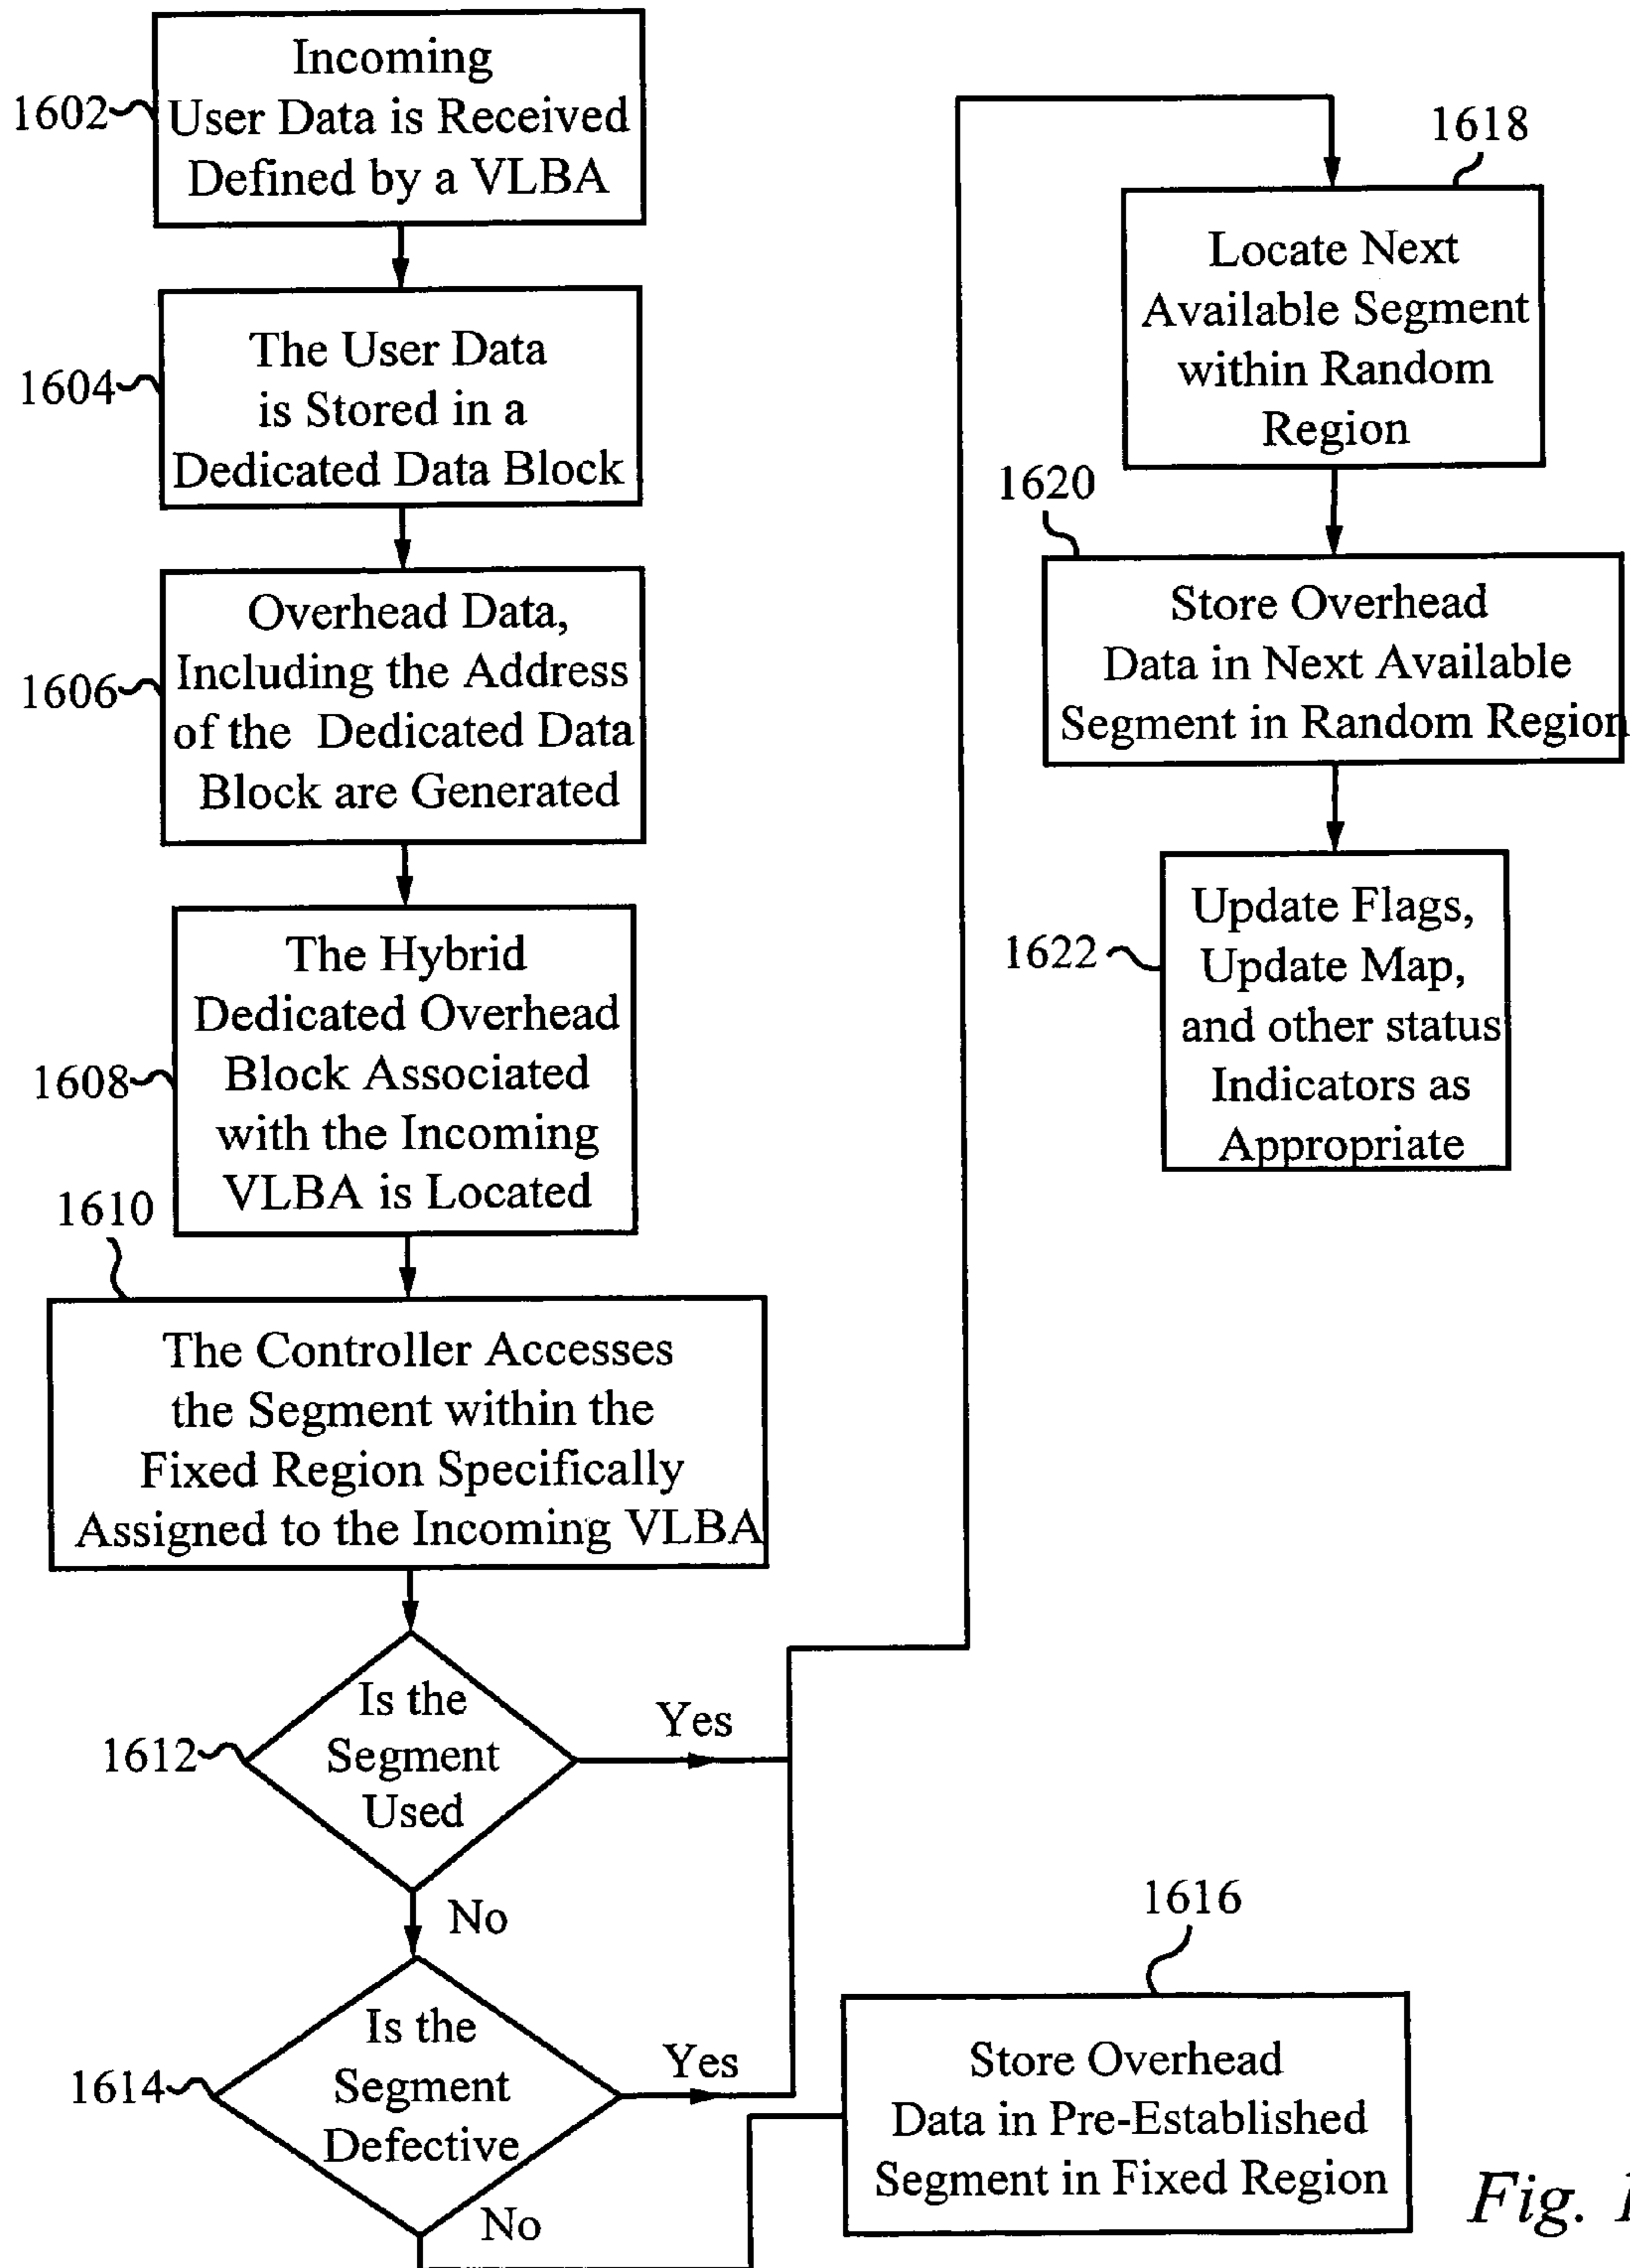 Incoming
1602
User Data is Received
Defined by a VLBA
The User Data
1604
is Stored in a
Dedicated Data Block
Overhead Data,
Including the Address
1606
of the Dedicated Data
Block are Generated
The Hybrid
Dedicated Overhead
Block Associated
1608
with the Incoming
VLBA is Located
1610
The Controller Accesses
the Segment within the
Fixed Region Specifically
Assigned to the Incoming VLBA
Is the
Segment
Used
1612
Yes
No
Is the
Segment
Defective
1614
Yes
No
1616
Store Overhead
Data in Pre-Established
Segment in Fixed Region
1618
Locate Next
Available Segment
within Random
Region
1620
Store Overhead
Data in Next Available
Segment in Random Region
Update Flags,
1622
Update Map,
and other status
Indicators as
Appropriate
Fig. 1